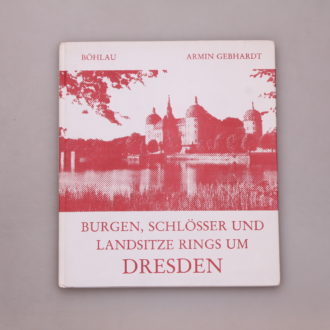 BÖHLAU ARMIN GEBHARDT
BURGEN, SCHLÖSSER UND
LANDSITZE RINGS UM
DRESDEN